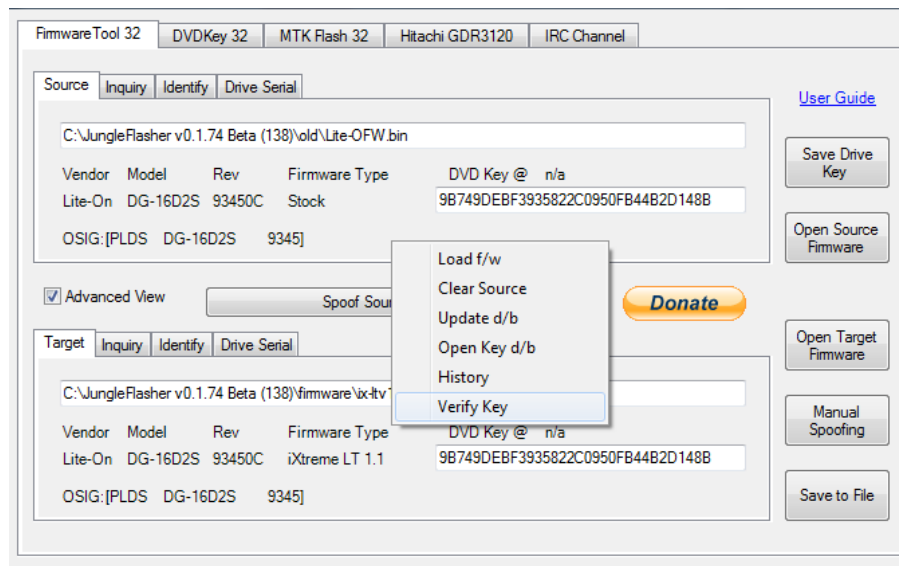 FirmwareTool 32 DVDKey 32 MTK Flash 32 Hitachi GDR3120 IRC Channel
Source Inquiry Identify Drive Serial
User Guide
C:\JungleFlasher v0.1.74 Beta (138)\old\Lite-OFW.bin
Save Drive
Key
Vendor Model Rev Firmware Type DVD Key @ n/a
Lite-On DG-16D2S 93450C Stock 9B749DEBF3935822C0950FB44B2D148B
Open Source
Firmware
OSIG:[PLDS DG-16D2S 9345]
Load f/w
Clear Source
Update d/b
Open Key d/b
History
Verify Key
Advanced View Spoof Sou
Donate
Target Inquiry Identify Drive Serial
Open Target
Firmware
C:\JungleFlasher v0.1.74 Beta (138)\firmware\ix-ltv
Manual
Spoofing
Vendor Model Rev Firmware Type DVD Key @ n/a
Lite-On DG-16D2S 93450C iXtreme LT 1.1 9B749DEBF3935822C0950FB44B2D148B
OSIG:[PLDS DG-16D2S 9345]
Save to File